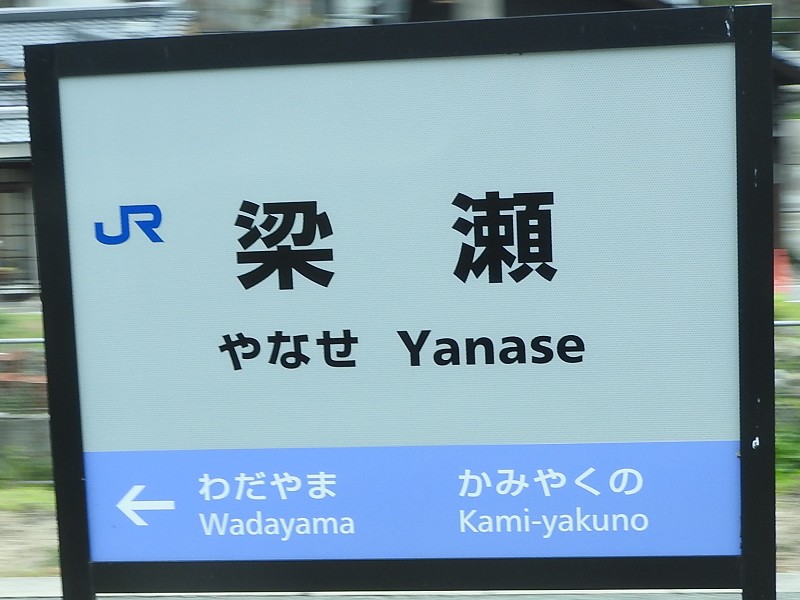 JR
梁瀬
やなせ Yanase
← わだやま かみやくの
Wadayama Kami-yakuno